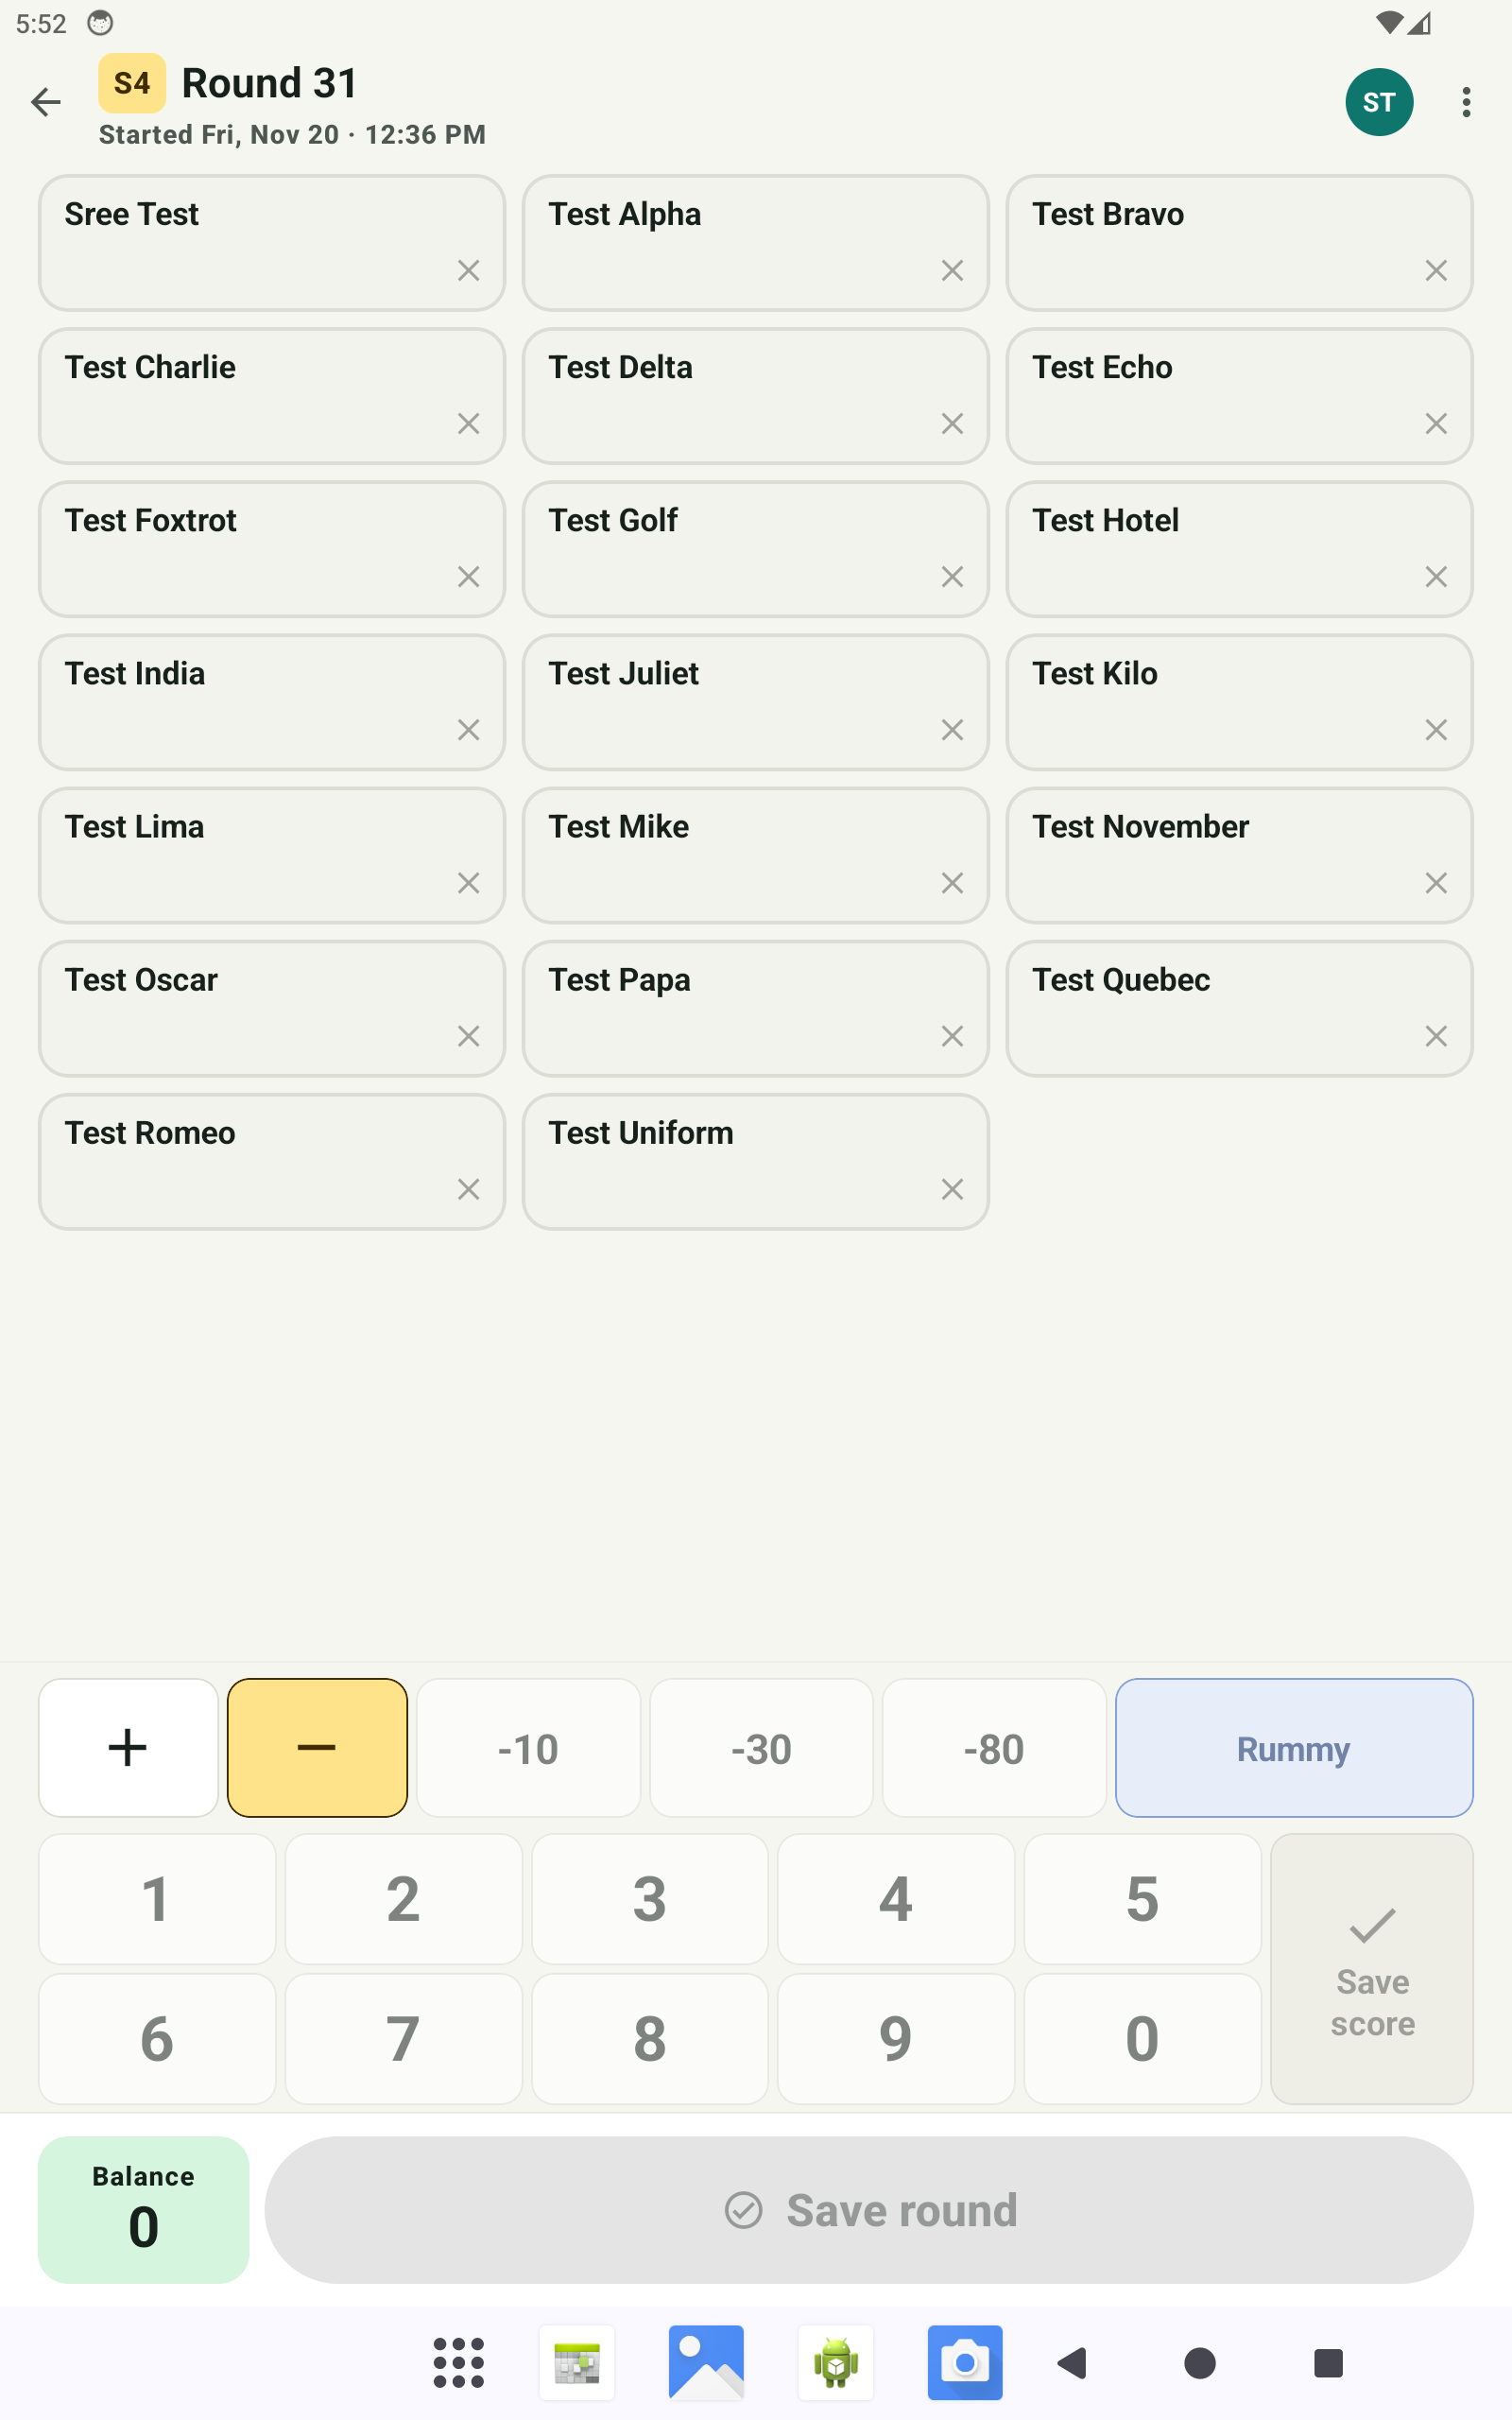 5:52
S4 Round 31
ST
Started Fri, Nov 20 · 12:36 PM
Sree Test
Test Alpha
Test Bravo
Test Charlie
Test Delta
Test Echo
Test Foxtrot
Test Golf
Test Hotel
Test India
Test Juliet
Test Kilo
Test Lima
Test Mike
Test November
Test Oscar
Test Papa
Test Quebec
Test Romeo
Test Uniform
+ − -10 -30 -80 Rummy
1 2 3 4 5
Save
score
6 7 8 9 0
Balance
0
Save round